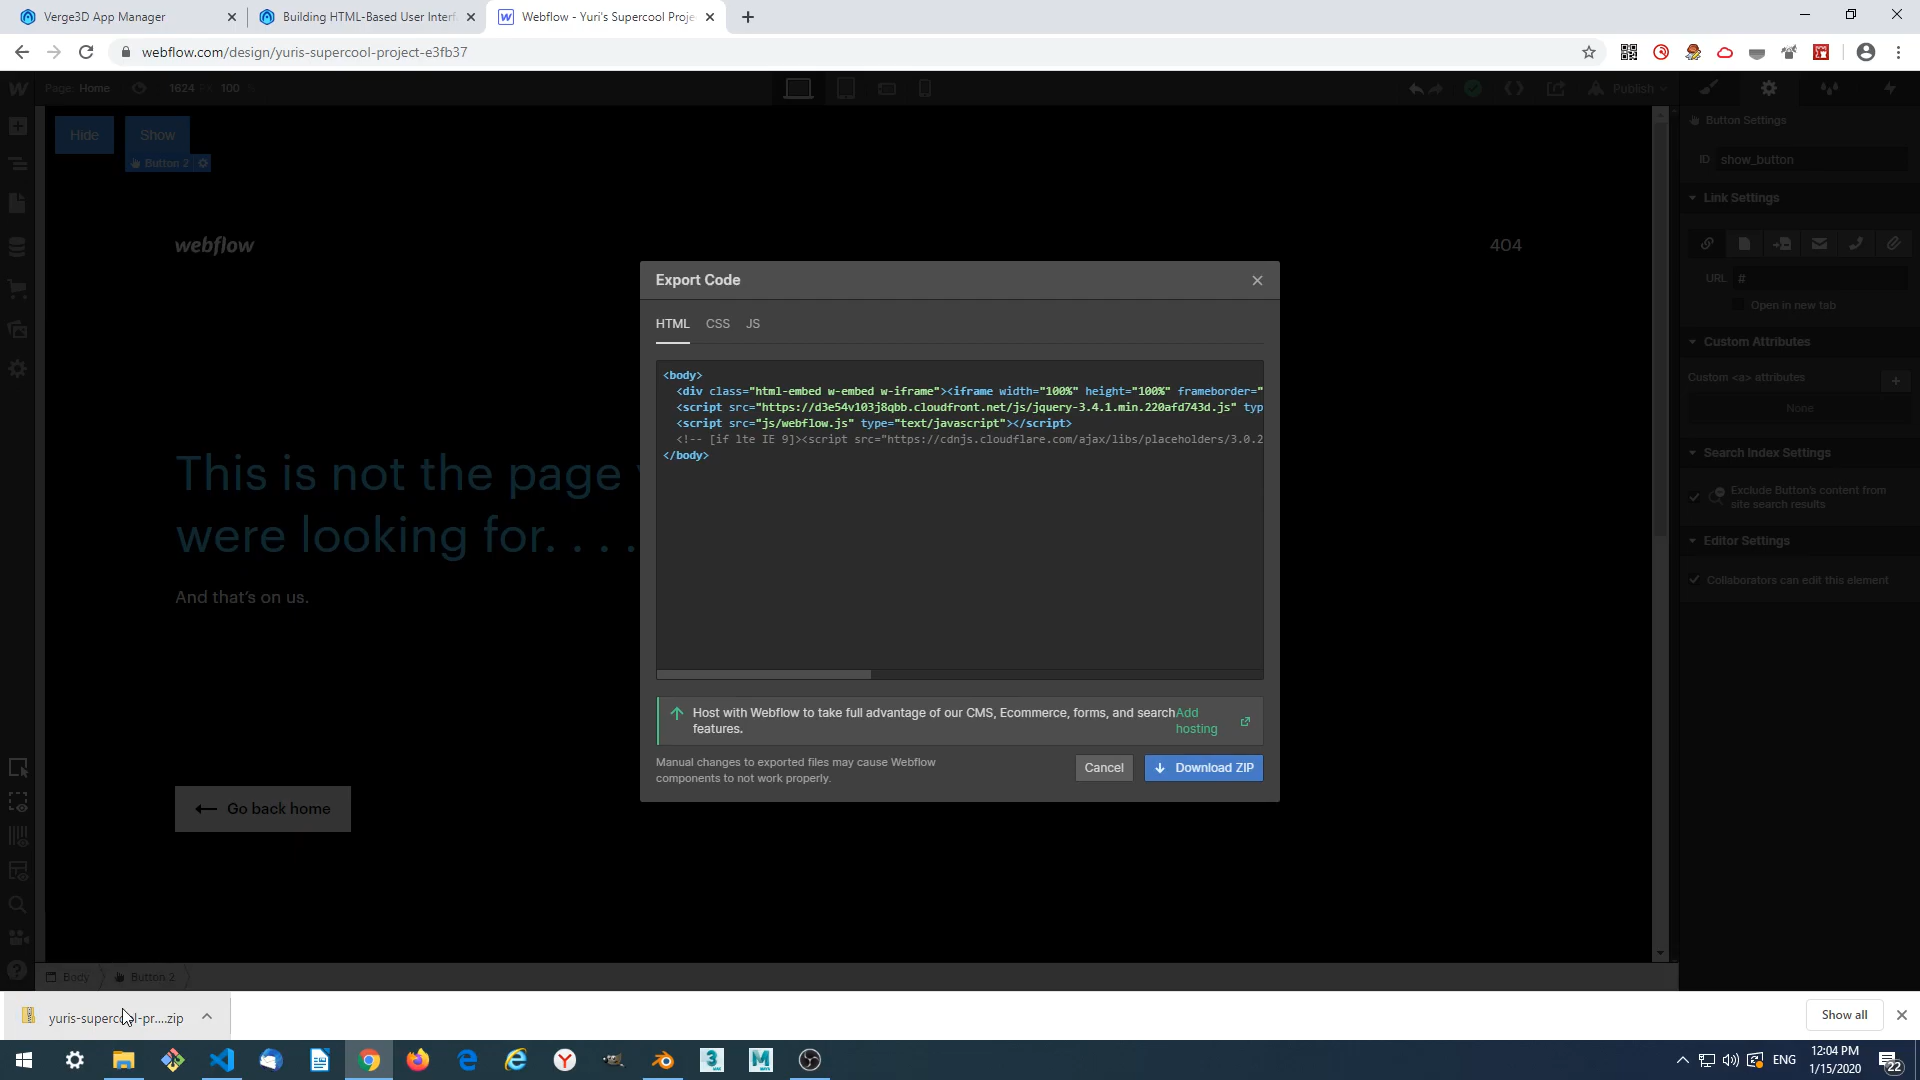 Verge3D App Manager
Building HTML-Based User Interf
Webflow - Yuri's Supercool Proje
webflow.com/design/yuris-supercool-project-e3fb37
Page: Home
1624 PX 100 %
Publish
Hide
Show
Button 2
webflow
404
This is not the page
were looking for. . . .
And that's on us.
Go back home
Export Code
HTML CSS JS
<body>
<div class="html-embed w-embed w-iframe"><iframe width="100%" height="100%" frameborder="
<script src="https://d3e54v103j8qbb.cloudfront.net/js/jquery-3.4.1.min.220afd743d.js" typ
<script src="js/webflow.js" type="text/javascript"></script>
<!-- [if lte IE 9]><script src="https://cdnjs.cloudflare.com/ajax/libs/placeholders/3.0.2
</body>
Host with Webflow to take full advantage of our CMS, Ecommerce, forms, and search
features.
Add
hosting
Manual changes to exported files may cause Webflow
components to not work properly.
Cancel
Download ZIP
Button Settings
ID show_button
Link Settings
URL #
Open in new tab
Custom Attributes
Custom <a> attributes
None
Search Index Settings
Exclude Button's content from
site search results
Editor Settings
Collaborators can edit this element
Body
Button 2
yuris-supercool-pr....zip
Show all
ENG
12:04 PM
1/15/2020
22